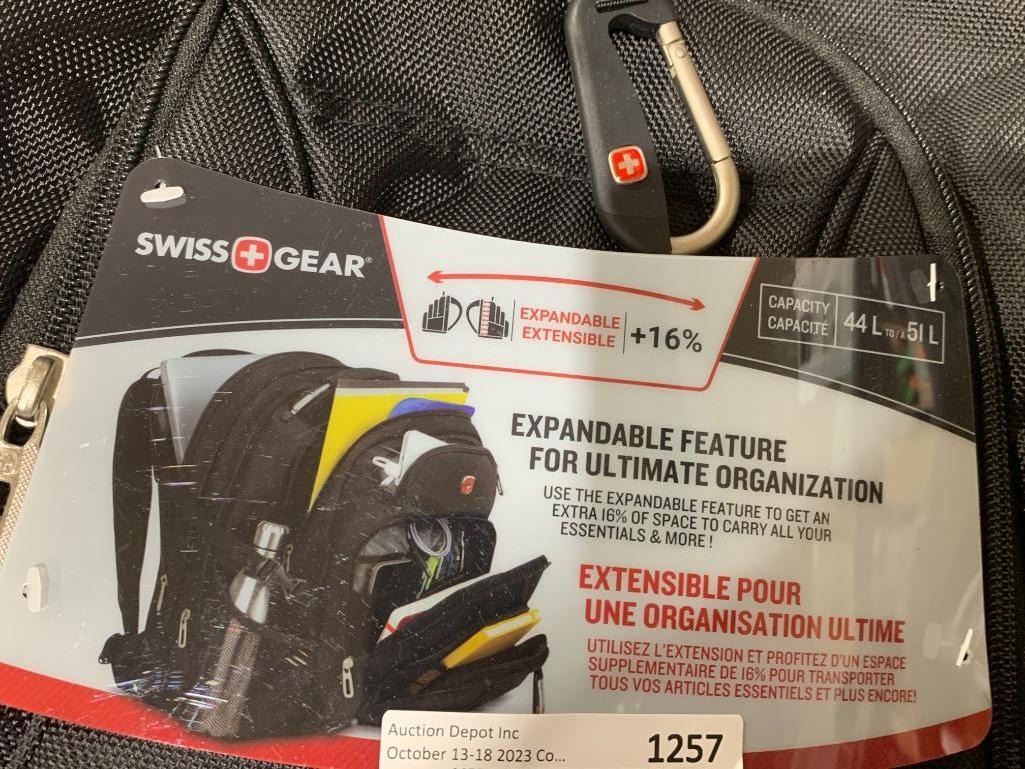 SWISS GEAR®
EXPANDABLE
EXTENSIBLE
+16%
CAPACITY
CAPACITÉ
44 L TO / À 51 L
EXPANDABLE FEATURE
FOR ULTIMATE ORGANIZATION
USE THE EXPANDABLE FEATURE TO GET AN
EXTRA 16% OF SPACE TO CARRY ALL YOUR
ESSENTIALS & MORE !
EXTENSIBLE POUR
UNE ORGANISATION ULTIME
UTILISEZ L'EXTENSION ET PROFITEZ D'UN ESPACE
SUPPLEMENTAIRE DE 16% POUR TRANSPORTER
TOUS VOS ARTICLES ESSENTIELS ET PLUS ENCORE!
Auction Depot Inc
October 13-18 2023 Co...
1257